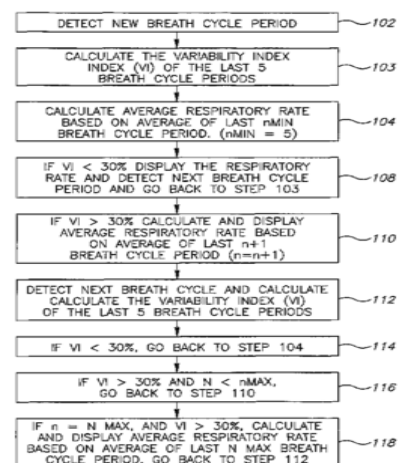 DETECT NEW BREATH CYCLE PERIOD
102
CALCULATE THE VARIABILITY INDEX
INDEX (VI) OF THE LAST 5
BREATH CYCLE PERIODS
103
CALCULATE AVERAGE RESPIRATORY RATE
BASED ON AVERAGE OF LAST nMIN
BREATH CYCLE PERIOD. (nMIN = 5)
104
IF VI < 30% DISPLAY THE RESPIRATORY
RATE AND DETECT NEXT BREATH CYCLE
PERIOD AND GO BACK TO STEP 103
108
IF VI > 30% CALCULATE AND DISPLAY
AVERAGE RESPIRATORY RATE BASED
ON AVERAGE OF LAST n+1
BREATH CYCLE PERIOD (n=n+1)
110
DETECT NEXT BREATH CYCLE AND CALCULATE
CALCULATE THE VARIABILITY INDEX (VI)
OF THE LAST 5 BREATH CYCLE PERIODS
112
IF VI < 30%, GO BACK TO STEP 104
114
IF VI > 30% AND N < nMAX,
GO BACK TO STEP 110
116
IF n = N MAX, AND VI > 30%, CALCULATE
AND DISPLAY AVERAGE RESPIRATORY RATE
BASED ON AVERAGE OF LAST N MAX BREATH
CYCLE PERIOD. GO BACK TO STEP 112
118